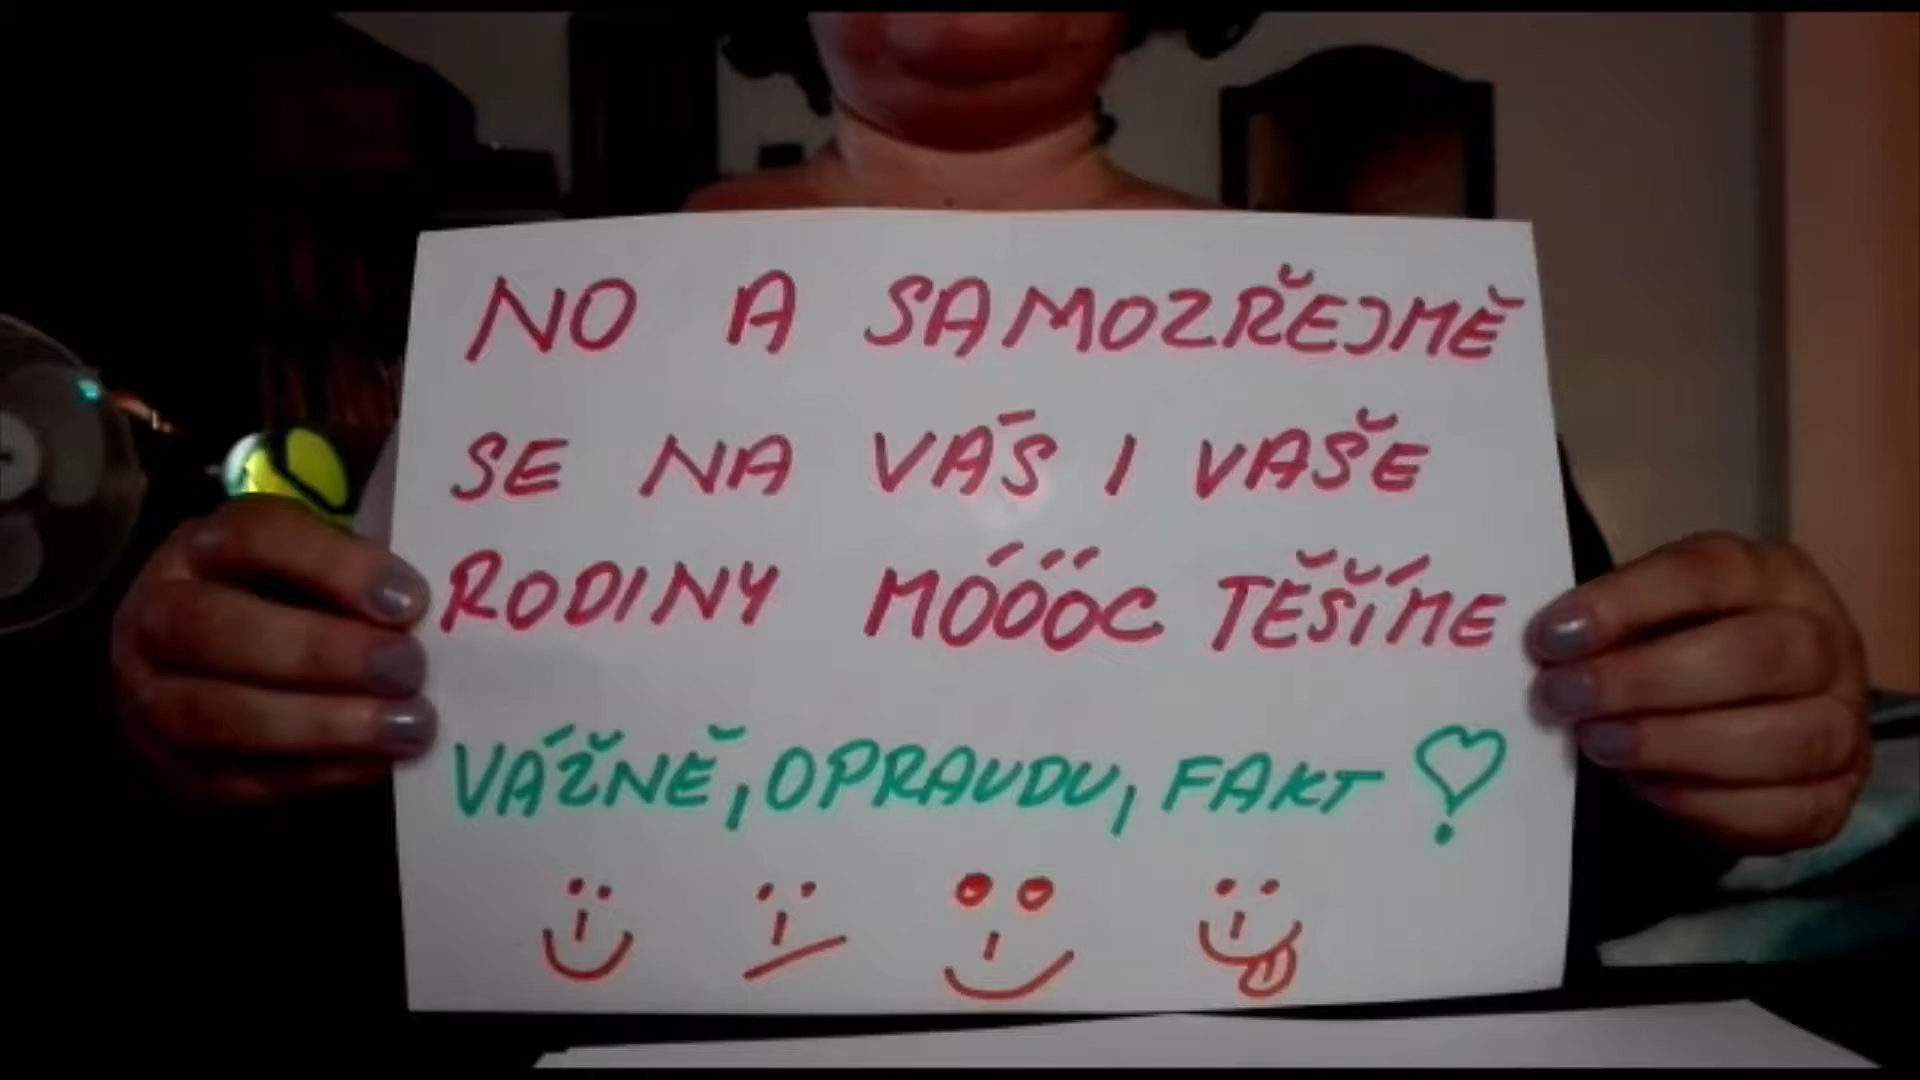 NO A SAMOZŘEJMĚ
SE NA VÁS I VAŠE
RODINY MÓÓÓC TĚŠÍME
VÁŽNĚ, OPRAVDU, FAKT